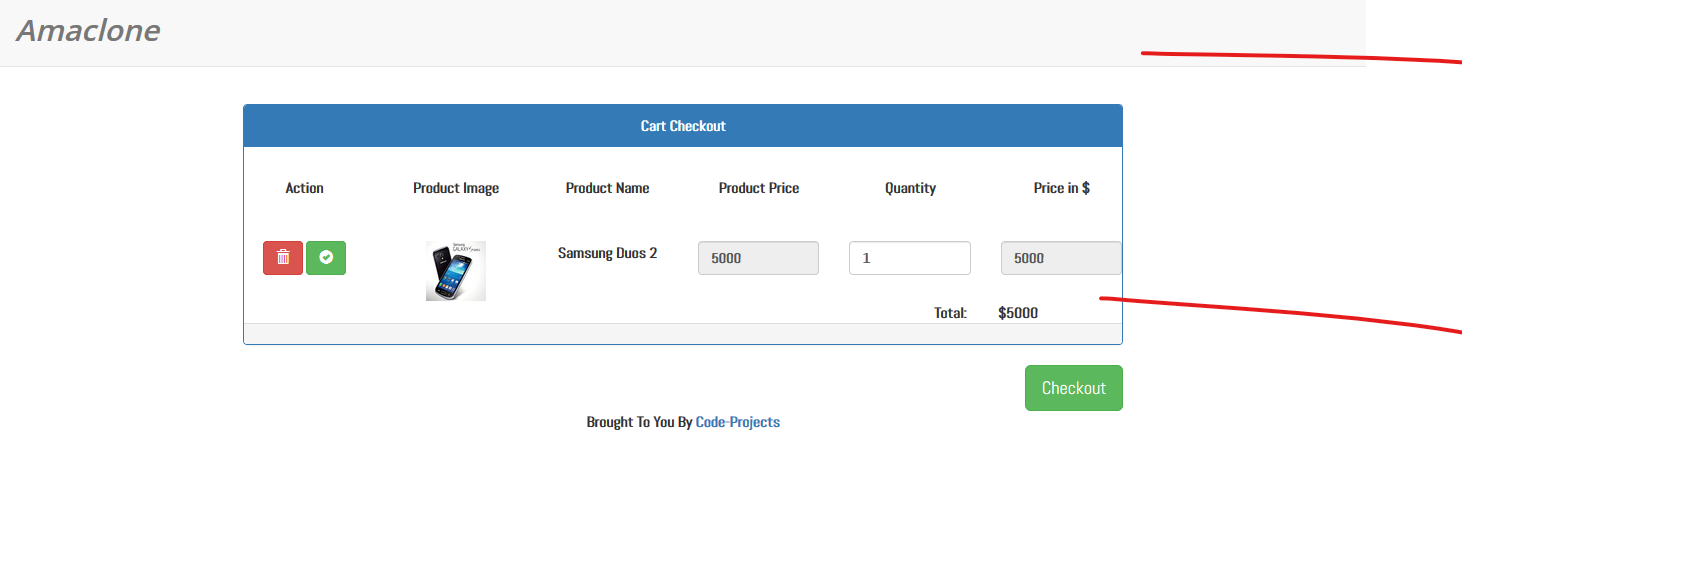 Amaclone
Cart Checkout
Action Product Image Product Name Product Price Quantity Price in $
Samsung Duos 2 5000 1 5000
Total: $5000
Checkout
Brought To You By Code-Projects